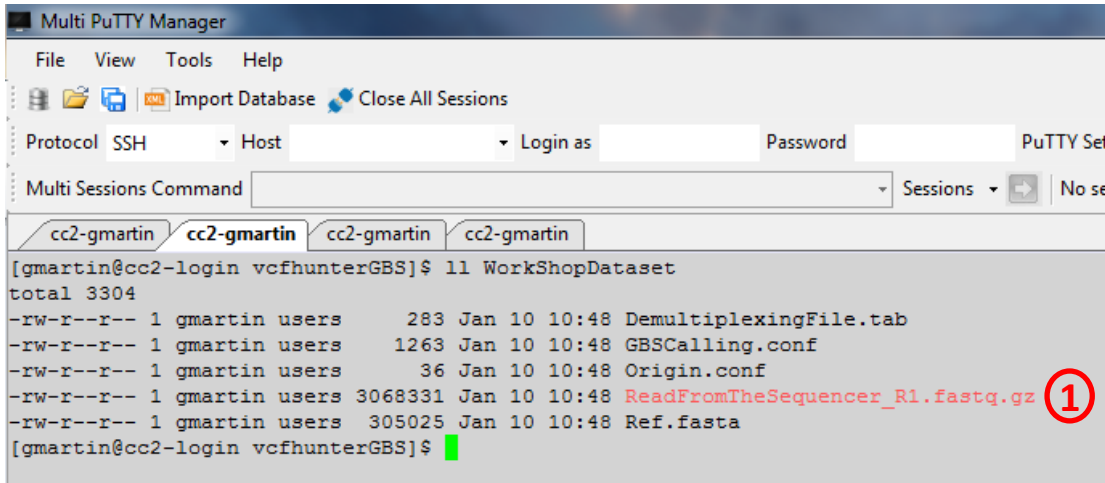 Multi PuTTY Manager
File View Tools Help
XML Import Database Close All Sessions
Protocol SSH Host Login as Password PuTTY Set
Multi Sessions Command Sessions No se
cc2-gmartin cc2-gmartin cc2-gmartin cc2-gmartin
[gmartin@cc2-login vcfhunterGBS]$ ll WorkShopDataset
total 3304
-rw-r--r-- 1 gmartin users 283 Jan 10 10:48 DemultiplexingFile.tab
-rw-r--r-- 1 gmartin users 1263 Jan 10 10:48 GBSCalling.conf
-rw-r--r-- 1 gmartin users 36 Jan 10 10:48 Origin.conf
-rw-r--r-- 1 gmartin users 3068331 Jan 10 10:48 ReadFromTheSequencer_R1.fastq.gz 1
-rw-r--r-- 1 gmartin users 305025 Jan 10 10:48 Ref.fasta
[gmartin@cc2-login vcfhunterGBS]$